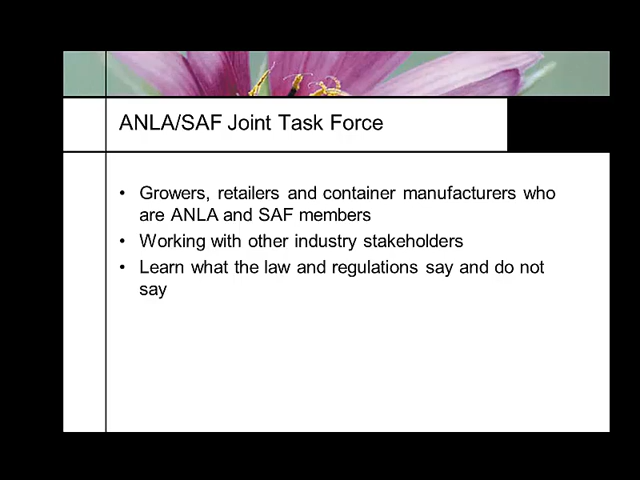 ANLA/SAF Joint Task Force
• Growers, retailers and container manufacturers who
are ANLA and SAF members
• Working with other industry stakeholders
• Learn what the law and regulations say and do not
say